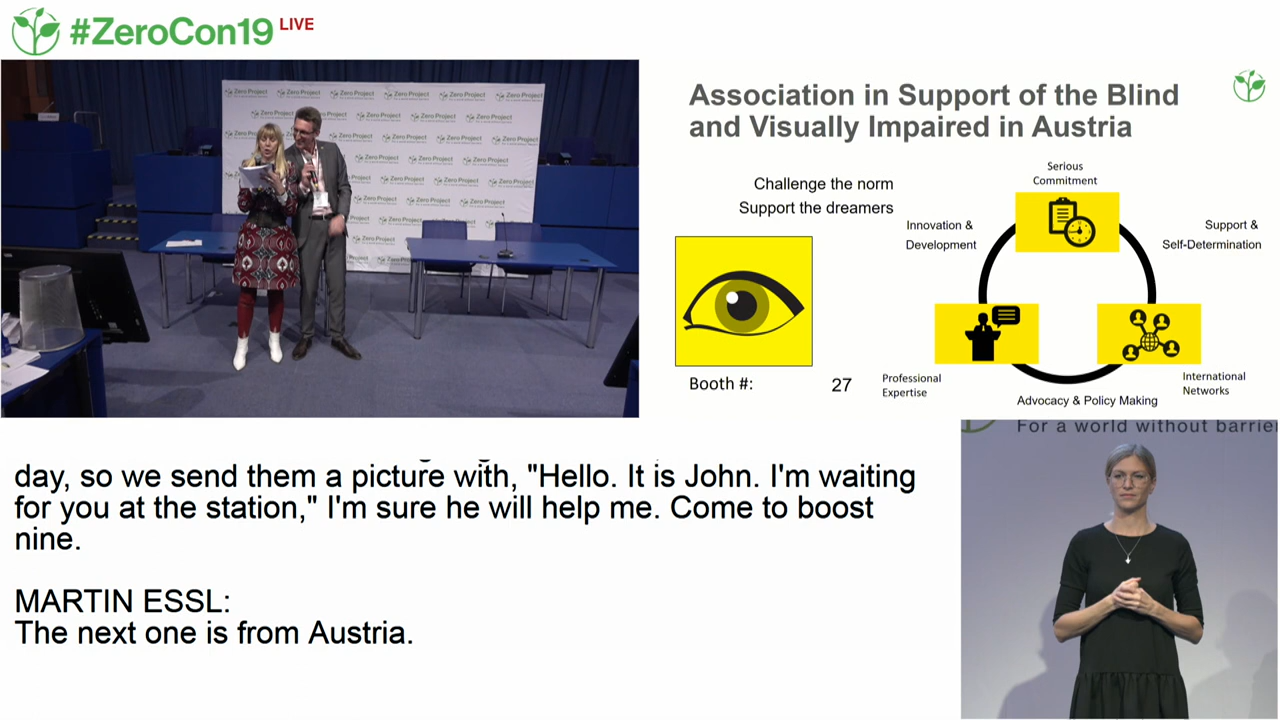 #ZeroCon19 LIVE
Zero Project
Association in Support of the Blind
and Visually Impaired in Austria
Challenge the norm
Support the dreamers
Serious
Commitment
Innovation &
Development
Support &
Self-Determination
Professional
Expertise
International
Networks
Advocacy & Policy Making
Booth #: 27
For a world without barrie
day, so we send them a picture with, "Hello. It is John. I'm waiting
for you at the station," I'm sure he will help me. Come to boost
nine.
MARTIN ESSL:
The next one is from Austria.